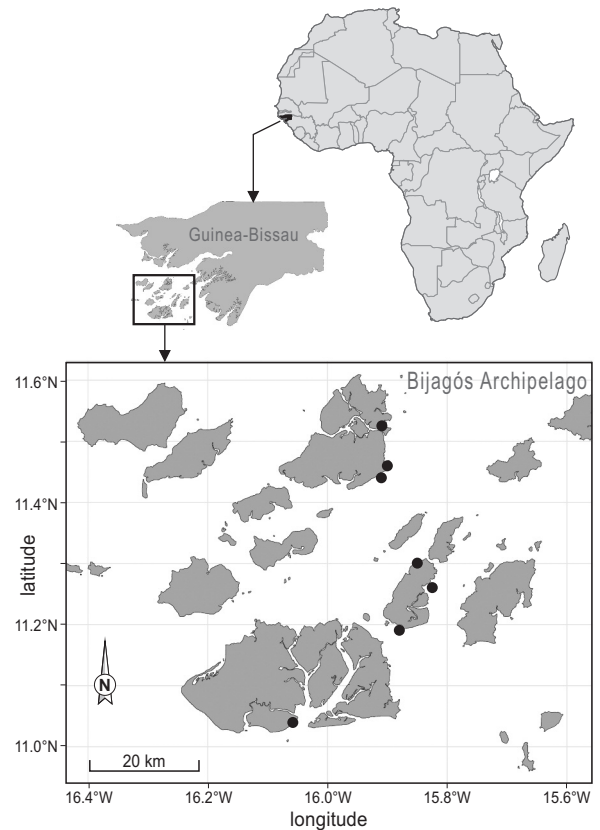 Guinea-Bissau
Bijagós Archipelago
11.6°N
11.4°N
11.2°N
11.0°N
latitude
N
20 km
16.4°W
16.2°W
16.0°W
15.8°W
15.6°W
longitude